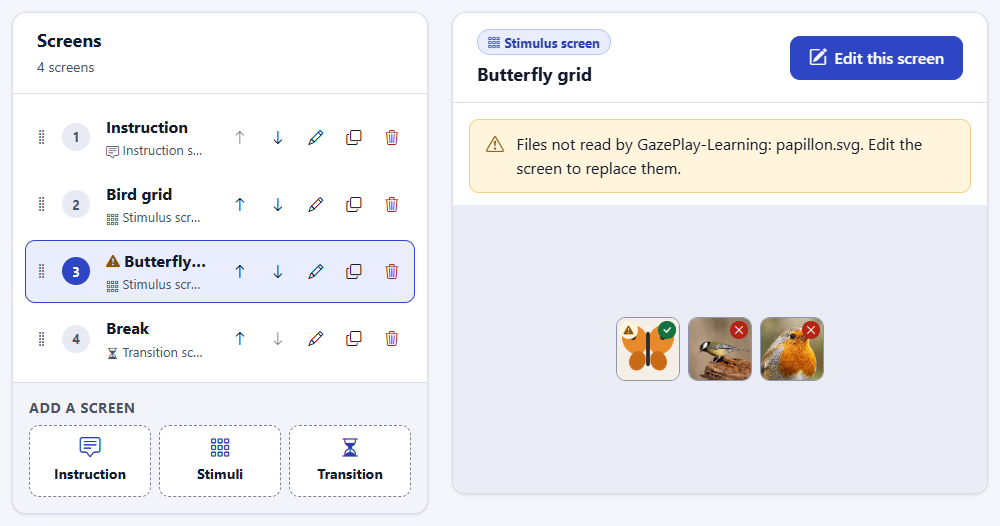 Screens
4 screens
1
Instruction
Instruction s...
2
Bird grid
Stimulus scr...
3
Butterfly...
Stimulus scr...
4
Break
Transition sc...
ADD A SCREEN
Instruction
Stimuli
Transition
Stimulus screen
Butterfly grid
Edit this screen
Files not read by GazePlay-Learning: papillon.svg. Edit the
screen to replace them.